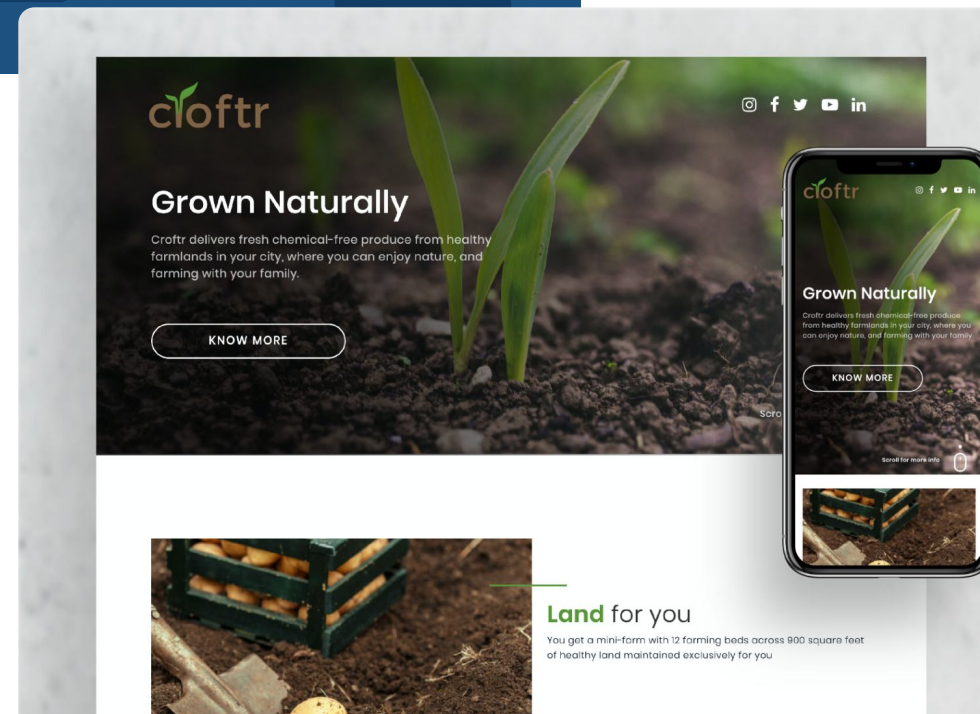 croftr
Grown Naturally
Croftr delivers fresh chemical-free produce from healthy
farmlands in your city, where you can enjoy nature, and
farming with your family.
KNOW MORE
Scro
Land for you
You get a mini-farm with 12 farming beds across 900 square feet
of healthy land maintained exclusively for you
croftr
Grown Naturally
Croftr delivers fresh chemical-free produce
from healthy farmlands in your city, where you
can enjoy nature, and farming with your family
KNOW MORE
Scroll for more info